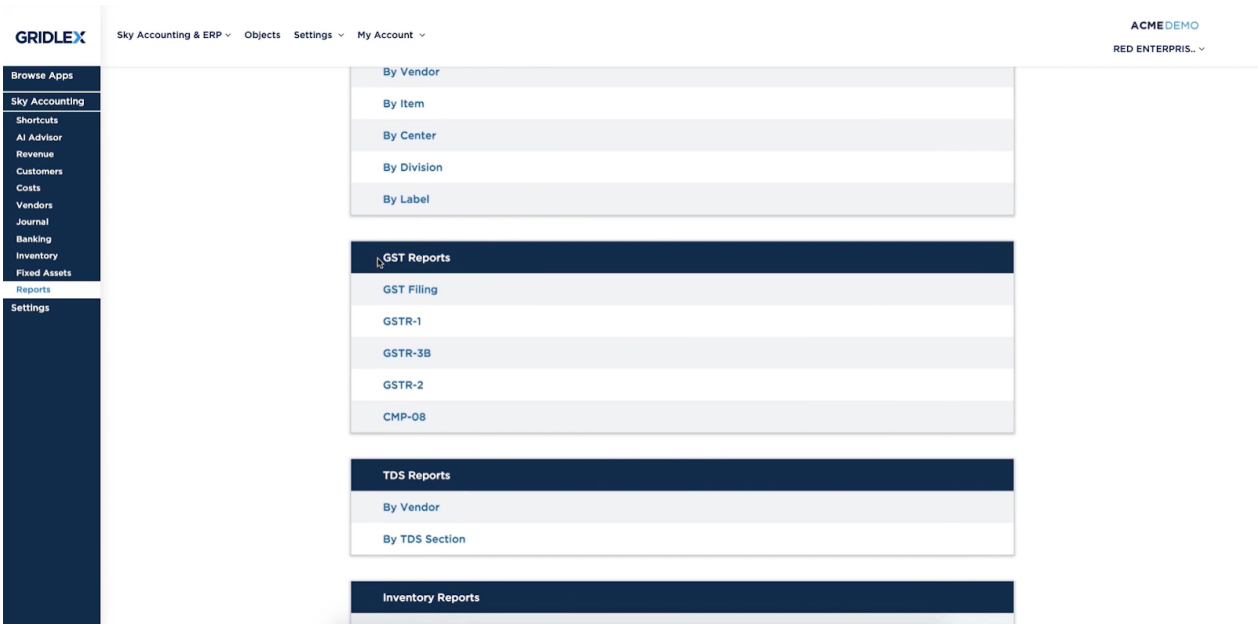 GRIDLEX
Sky Accounting & ERP
Objects
Settings
My Account
ACMEDEMO
RED ENTERPRIS..
Browse Apps
Sky Accounting
Shortcuts
AI Advisor
Revenue
Customers
Costs
Vendors
Journal
Banking
Inventory
Fixed Assets
Reports
Settings
By Vendor
By Item
By Center
By Division
By Label
GST Reports
GST Filing
GSTR-1
GSTR-3B
GSTR-2
CMP-08
TDS Reports
By Vendor
By TDS Section
Inventory Reports